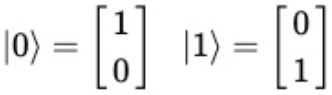 |0⟩ = [1 0] |1⟩ = [0 1]